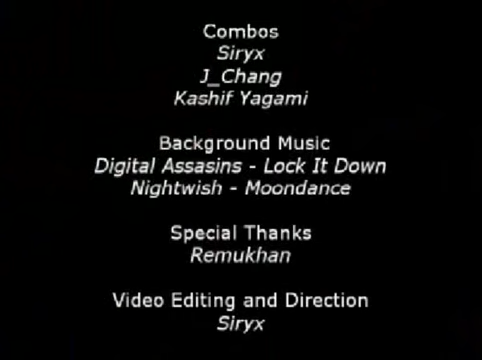 Combos
Siryx
J_Chang
Kashif Yagami
Background Music
Digital Assasins - Lock It Down
Nightwish - Moondance
Special Thanks
Remukhan
Video Editing and Direction
Siryx